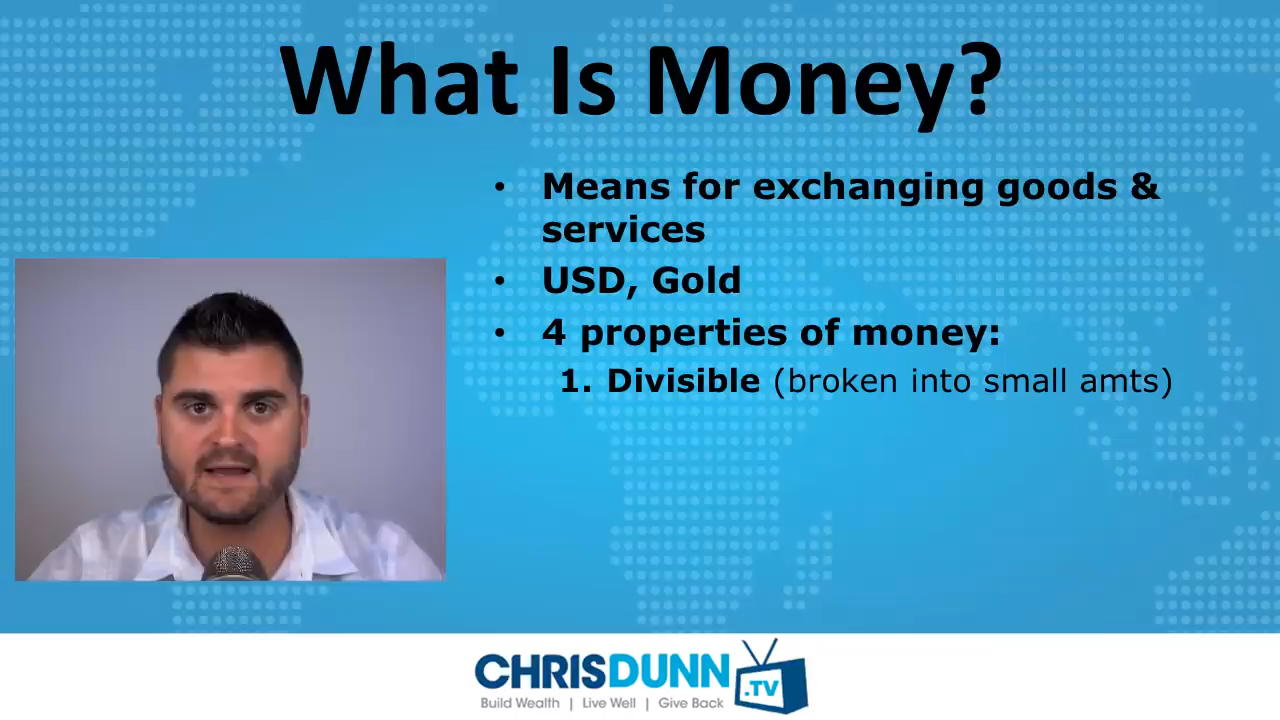 What Is Money?
• Means for exchanging goods &
services
• USD, Gold
• 4 properties of money:
1. Divisible (broken into small amts)
CHRISDUNN.TV
Build Wealth | Live Well | Give Back